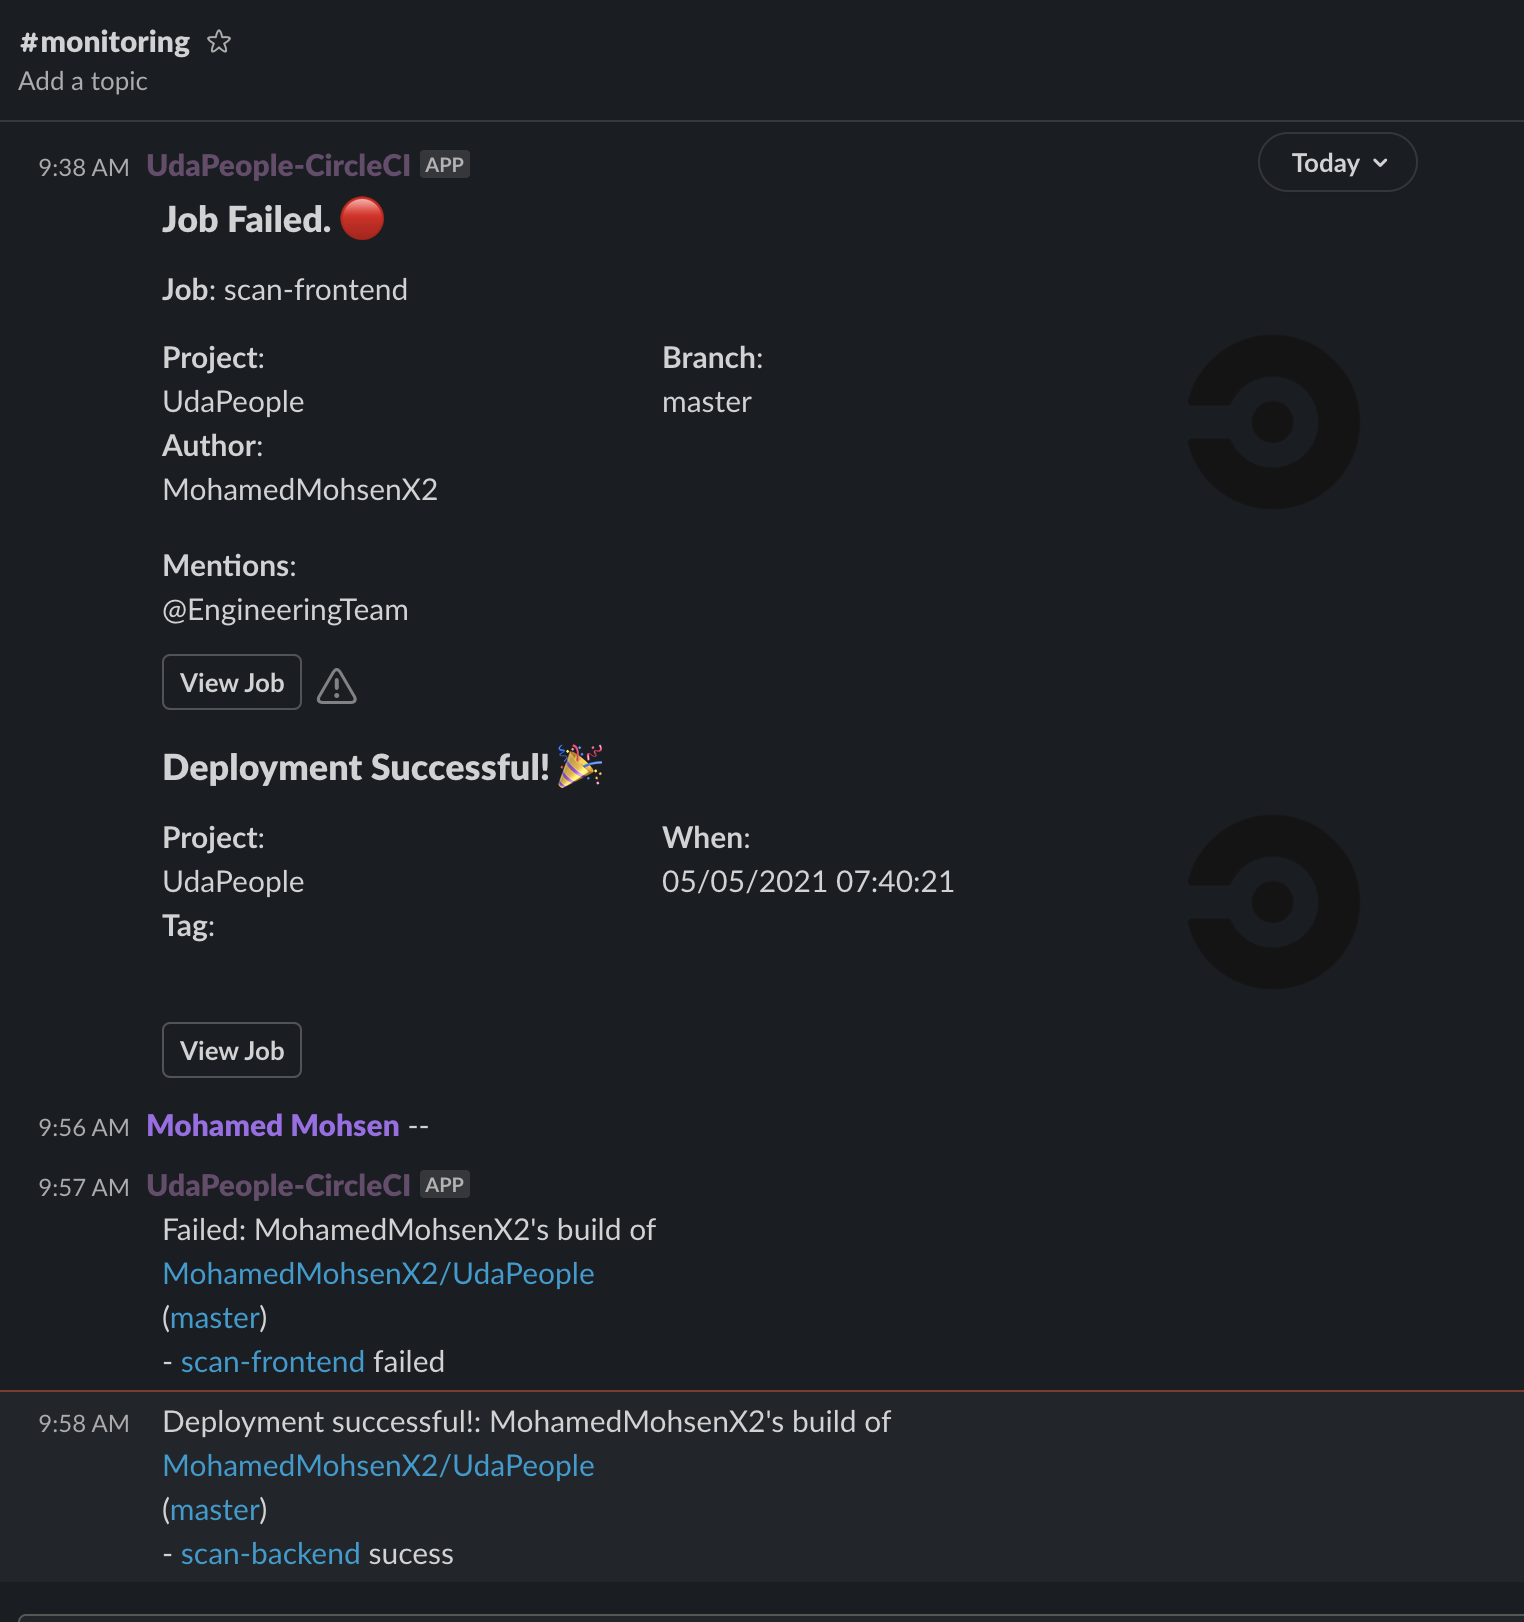 #monitoring
Add a topic
Today
9:38 AM UdaPeople-CircleCI APP
Job Failed. 🔴
Job: scan-frontend
Project: Branch:
UdaPeople master
Author:
MohamedMohsenX2
Mentions:
@EngineeringTeam
View Job
Deployment Successful! 🎉
Project: When:
UdaPeople 05/05/2021 07:40:21
Tag:
View Job
9:56 AM Mohamed Mohsen --
9:57 AM UdaPeople-CircleCI APP
Failed: MohamedMohsenX2's build of
MohamedMohsenX2/UdaPeople
(master)
- scan-frontend failed
9:58 AM Deployment successful!: MohamedMohsenX2's build of
MohamedMohsenX2/UdaPeople
(master)
- scan-backend sucess